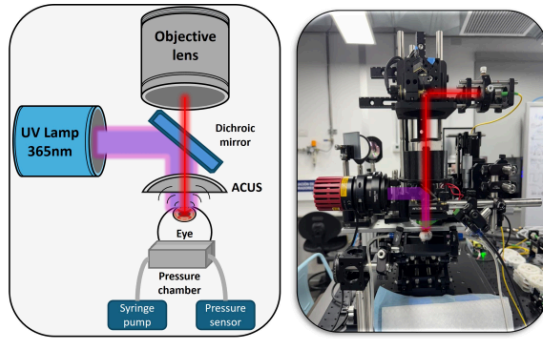 Objective
lens
UV Lamp
365nm
Dichroic
mirror
ACUS
Eye
Pressure
chamber
Syringe
pump
Pressure
sensor